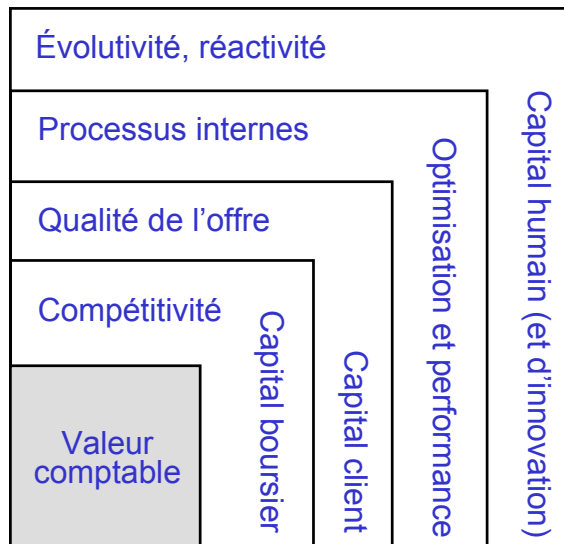 Évolutivité, réactivité
Processus internes
Qualité de l’offre
Compétitivité
Valeur
comptable
Capital boursier
Capital client
Optimisation et performance
Capital humain (et d’innovation)